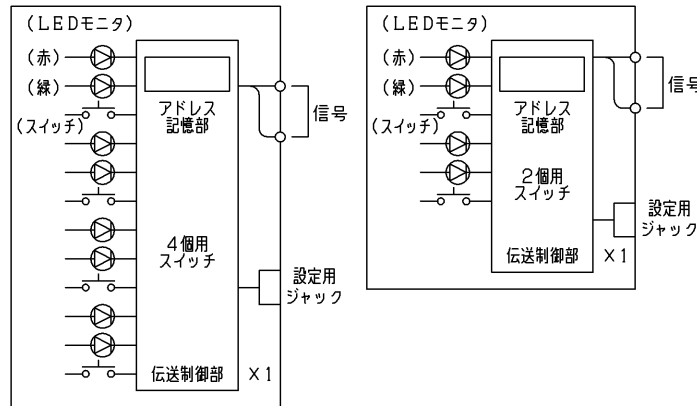 (LEDモニタ)
(赤)
(緑)
(スイッチ)
アドレス
記憶部
信号
4個用
スイッチ
設定用
ジャック
伝送制御部
×1
(LEDモニタ)
(赤)
(緑)
(スイッチ)
アドレス
記憶部
信号
2個用
スイッチ
設定用
ジャック
伝送制御部
×1